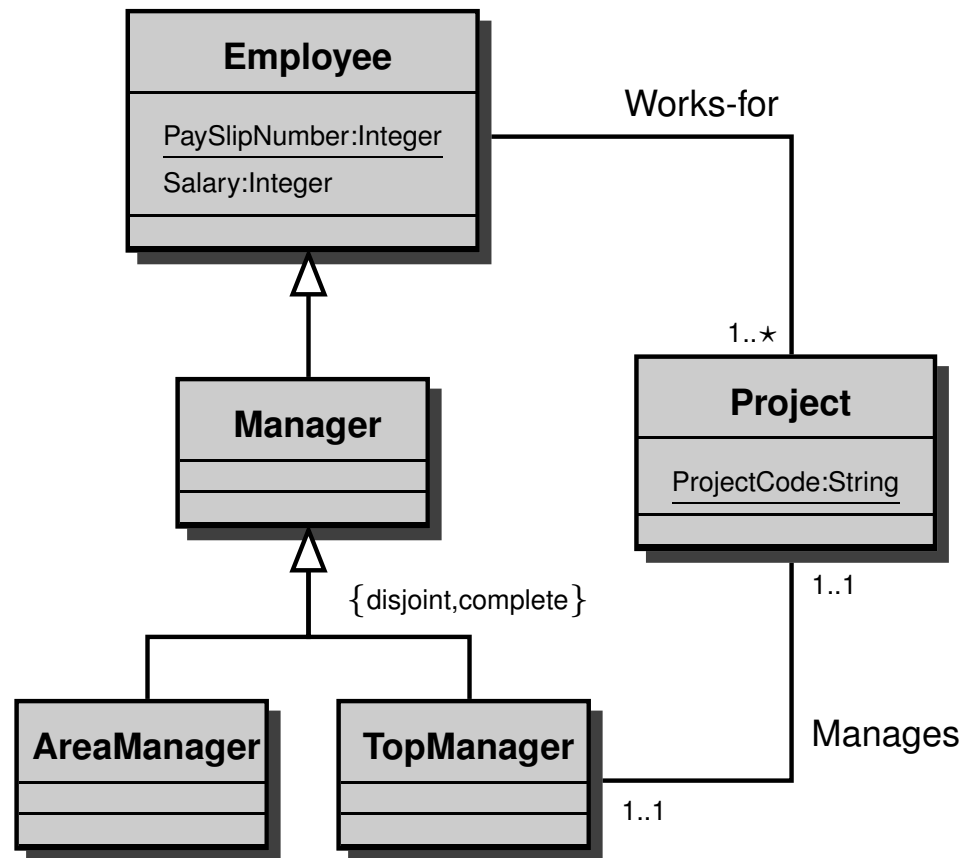 Employee
PaySlipNumber:Integer
Salary:Integer
Works-for
1..⋆
Manager
Project
ProjectCode:String
{disjoint,complete}
1..1
AreaManager
TopManager
Manages
1..1